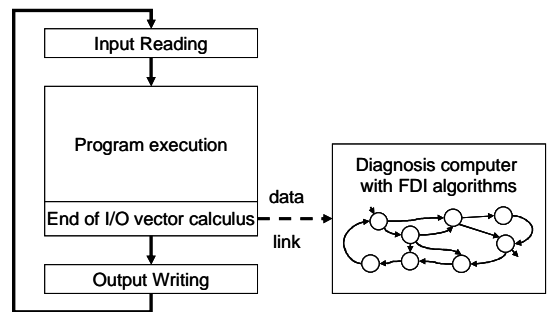 Input Reading
Program execution
End of I/O vector calculus
data
link
Output Writing
Diagnosis computer
with FDI algorithms